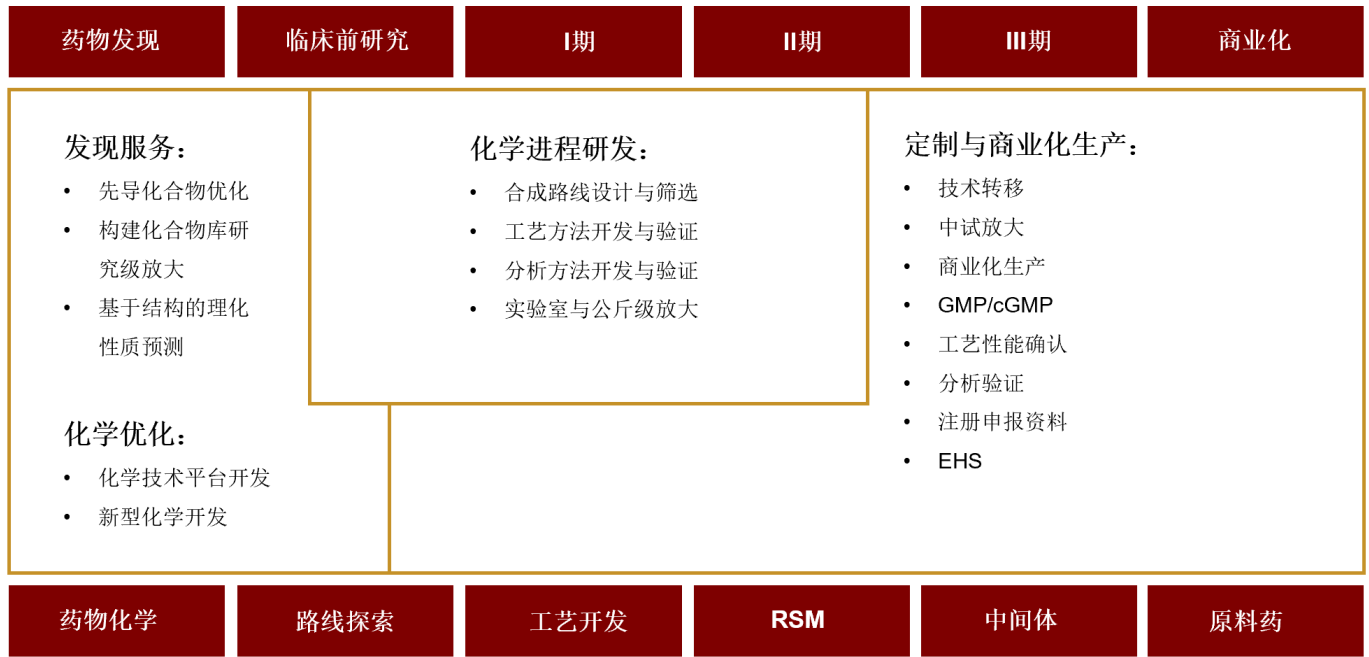 药物发现
临床前研究
I期
II期
III期
商业化
发现服务：
• 先导化合物优化
• 构建化合物库研
究级放大
• 基于结构的理化
性质预测
化学优化：
• 化学技术平台开发
• 新型化学开发
化学进程研发：
• 合成路线设计与筛选
• 工艺方法开发与验证
• 分析方法开发与验证
• 实验室与公斤级放大
定制与商业化生产：
• 技术转移
• 中试放大
• 商业化生产
• GMP/cGMP
• 工艺性能确认
• 分析验证
• 注册申报资料
• EHS
药物化学
路线探索
工艺开发
RSM
中间体
原料药